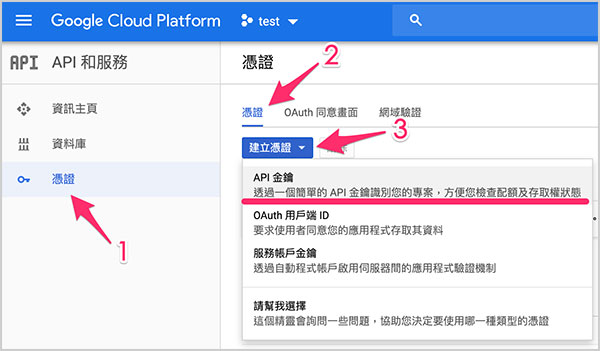 Google Cloud Platform
test
API
API 和服務
憑證
資訊主頁
資料庫
憑證
憑證
OAuth 同意畫面
網域驗證
建立憑證
API 金鑰
透過一個簡單的 API 金鑰識別您的專案，方便您檢查配額及存取權狀態
OAuth 用戶端 ID
要求使用者同意您的應用程式存取其資料
服務帳戶金鑰
透過自動程式帳戶啟用伺服器間的應用程式驗證機制
請幫我選擇
這個精靈會詢問一些問題，協助您決定要使用哪一種類型的憑證
1
2
3